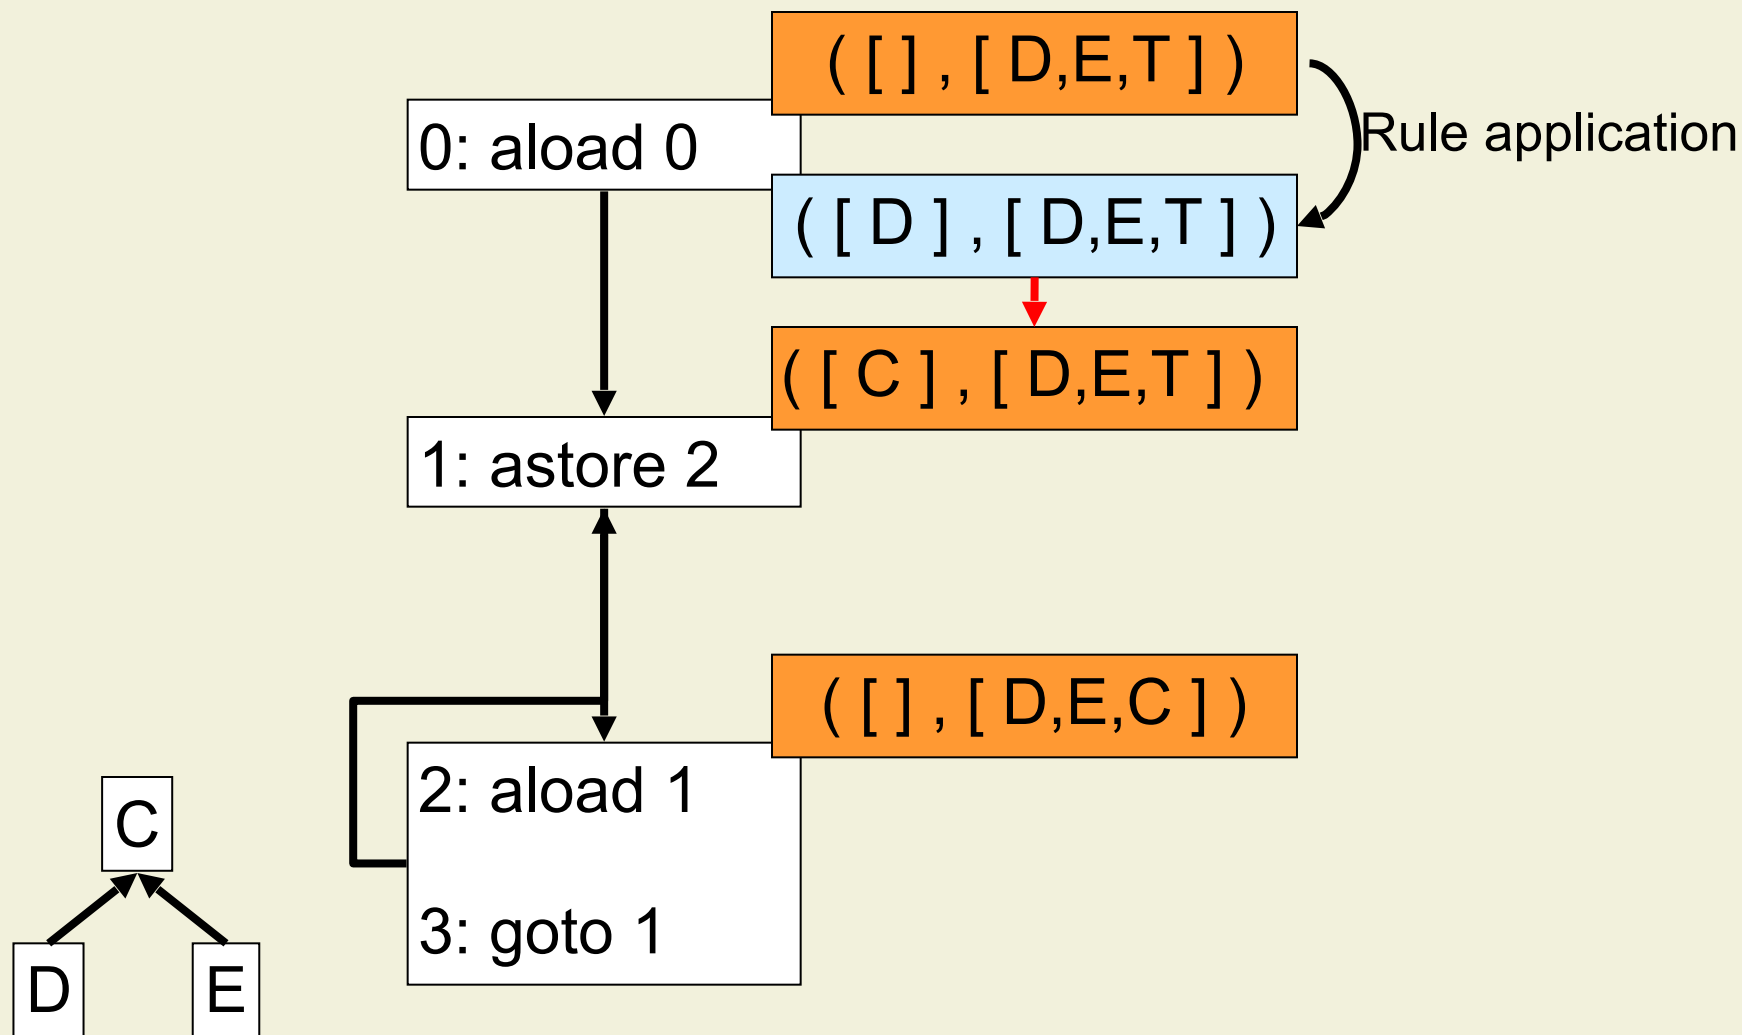 ( [ ] , [ D,E,T ] )
Rule application
0: aload 0
( [ D ] , [ D,E,T ] )
( [ C ] , [ D,E,T ] )
1: astore 2
( [ ] , [ D,E,C ] )
2: aload 1
3: goto 1
C
D
E